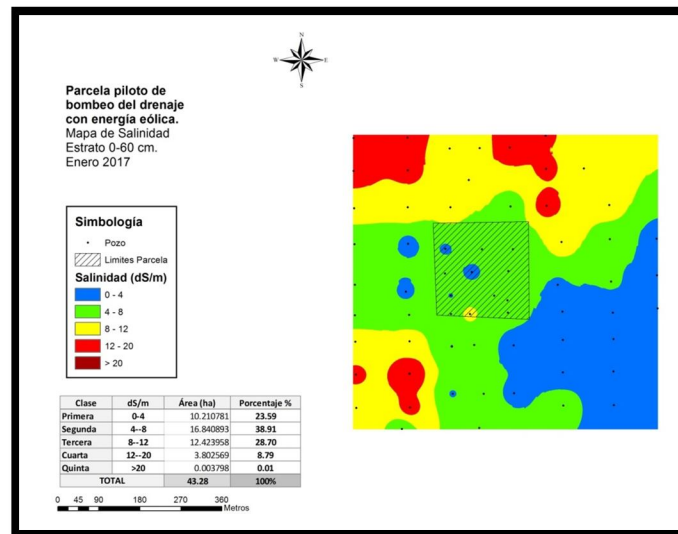 N
W E
S
Parcela piloto de
bombeo del drenaje
con energía eólica.
Mapa de Salinidad
Estrato 0-60 cm.
Enero 2017
Simbología
Pozo
Limites Parcela
Salinidad (dS/m)
0 - 4
4 - 8
8 - 12
12 - 20
> 20
Clase dS/m Área (ha) Porcentaje %
Primera 0-4 10.210781 23.59
Segunda 4--8 16.840893 38.91
Tercera 8--12 12.423958 28.70
Cuarta 12--20 3.802569 8.79
Quinta >20 0.003798 0.01
TOTAL 43.28 100%
0 45 90 180 270 360
Metros